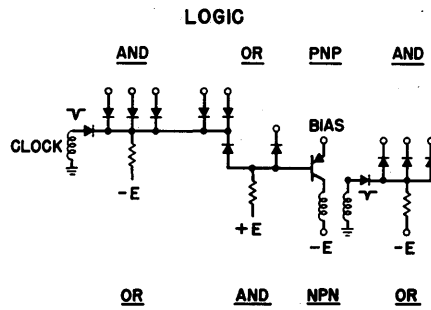 LOGIC
AND OR PNP AND
BIAS
CLOCK
-E
+E
-E
-E
OR AND NPN OR